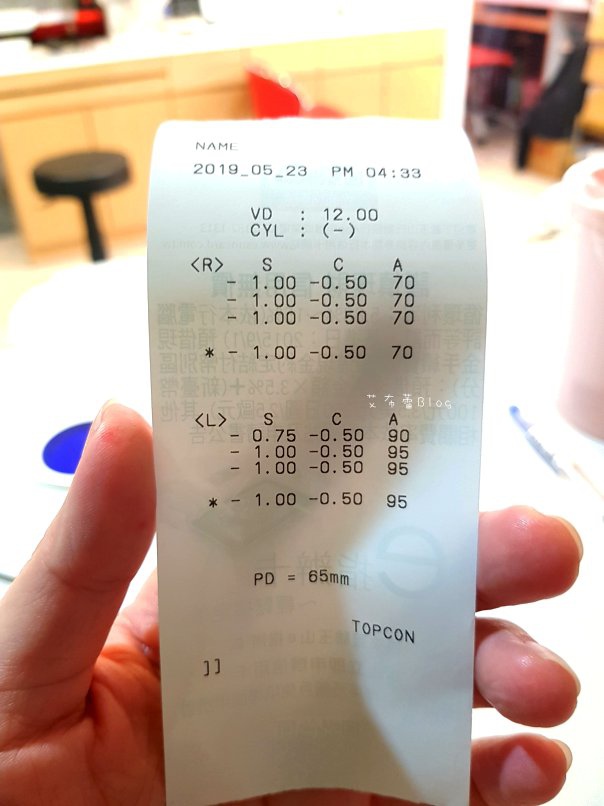 NAME
2019_05_23 PM 04:33
VD : 12.00
CYL : (-)
<R> S C A
- 1.00 -0.50 70
- 1.00 -0.50 70
- 1.00 -0.50 70
* - 1.00 -0.50 70
艾布蕾Blog
<L> S C A
- 0.75 -0.50 90
- 1.00 -0.50 95
- 1.00 -0.50 95
* - 1.00 -0.50 95
PD = 65mm
TOPCON
]]